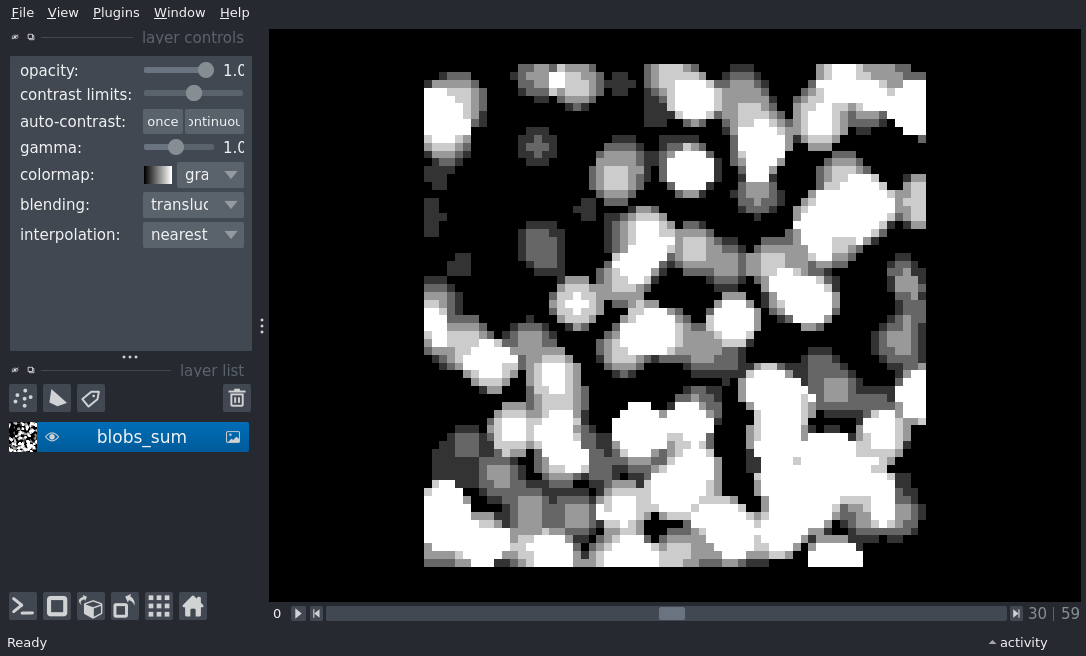 File View Plugins Window Help
layer controls
opacity: 1.0
contrast limits:
auto-contrast: once ontinuou
gamma: 1.0
colormap: gra
blending: transluc
interpolation: nearest
layer list
blobs_sum
0 30 | 59
Ready activity